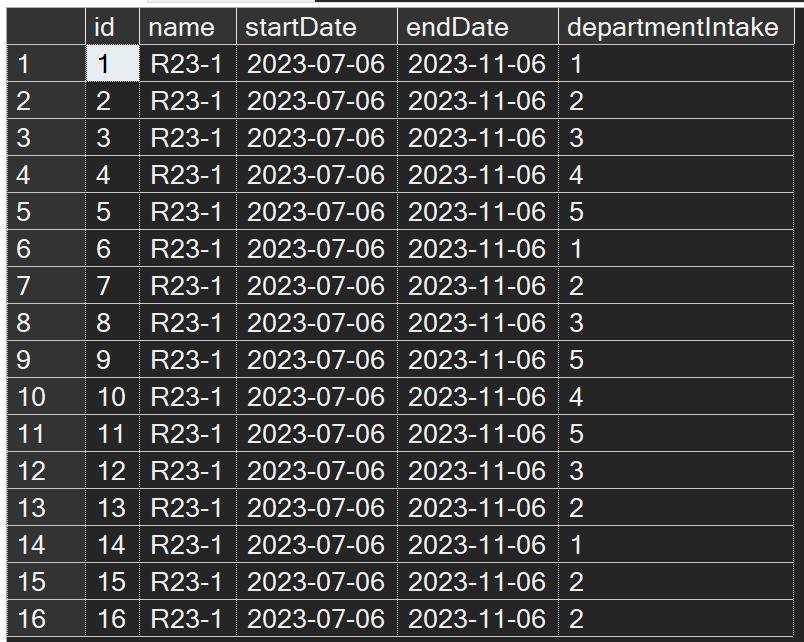 id name startDate endDate departmentIntake
1 1 R23-1 2023-07-06 2023-11-06 1
2 2 R23-1 2023-07-06 2023-11-06 2
3 3 R23-1 2023-07-06 2023-11-06 3
4 4 R23-1 2023-07-06 2023-11-06 4
5 5 R23-1 2023-07-06 2023-11-06 5
6 6 R23-1 2023-07-06 2023-11-06 1
7 7 R23-1 2023-07-06 2023-11-06 2
8 8 R23-1 2023-07-06 2023-11-06 3
9 9 R23-1 2023-07-06 2023-11-06 5
10 10 R23-1 2023-07-06 2023-11-06 4
11 11 R23-1 2023-07-06 2023-11-06 5
12 12 R23-1 2023-07-06 2023-11-06 3
13 13 R23-1 2023-07-06 2023-11-06 2
14 14 R23-1 2023-07-06 2023-11-06 1
15 15 R23-1 2023-07-06 2023-11-06 2
16 16 R23-1 2023-07-06 2023-11-06 2